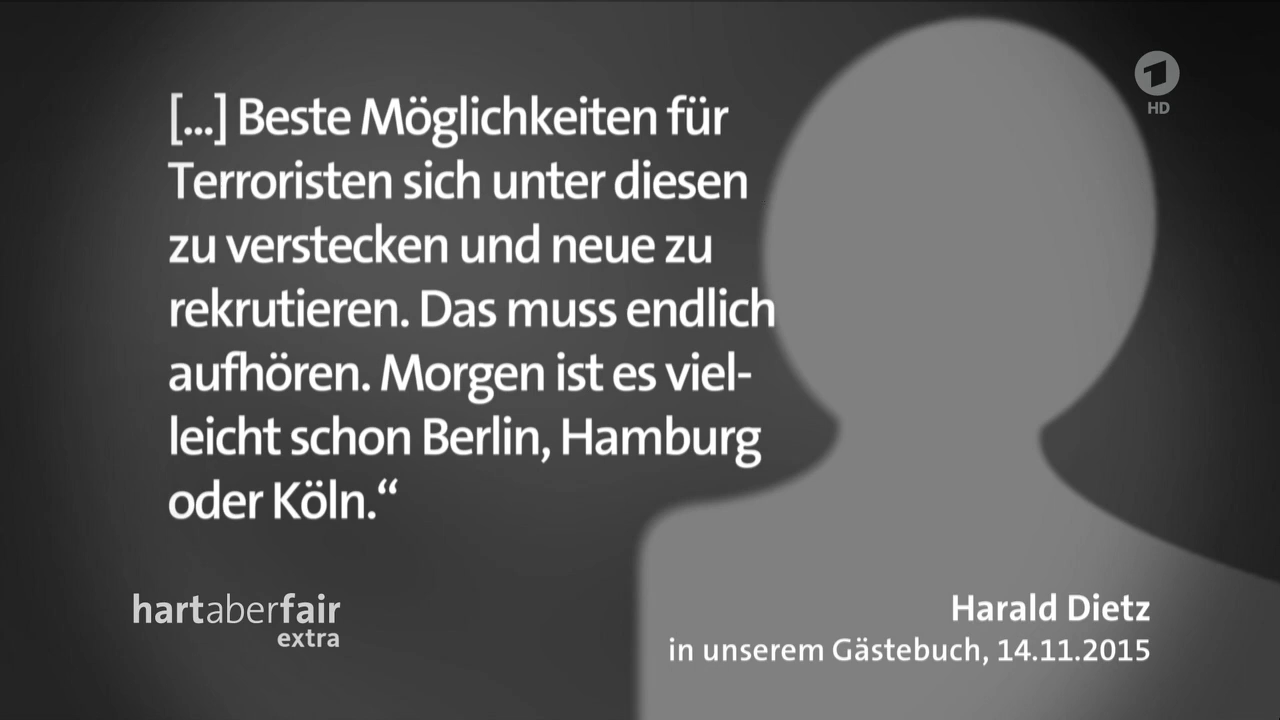 [...] Beste Möglichkeiten für
Terroristen sich unter diesen
zu verstecken und neue zu
rekrutieren. Das muss endlich
aufhören. Morgen ist es viel-
leicht schon Berlin, Hamburg
oder Köln.“
hartaberfair
extra
Harald Dietz
in unserem Gästebuch, 14.11.2015
1
HD